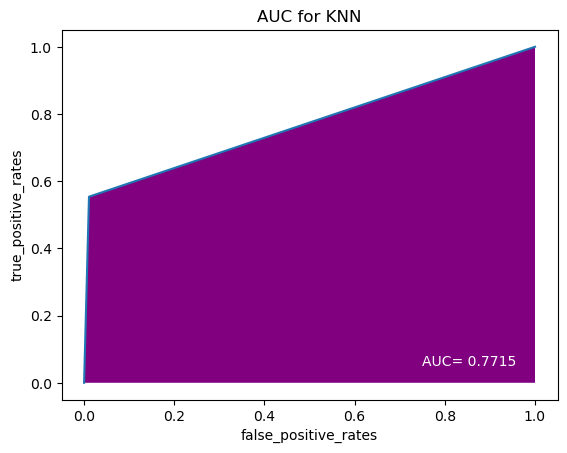 AUC for KNN
true_positive_rates
1.0
0.8
0.6
0.4
0.2
0.0
AUC= 0.7715
0.0 0.2 0.4 0.6 0.8 1.0
false_positive_rates